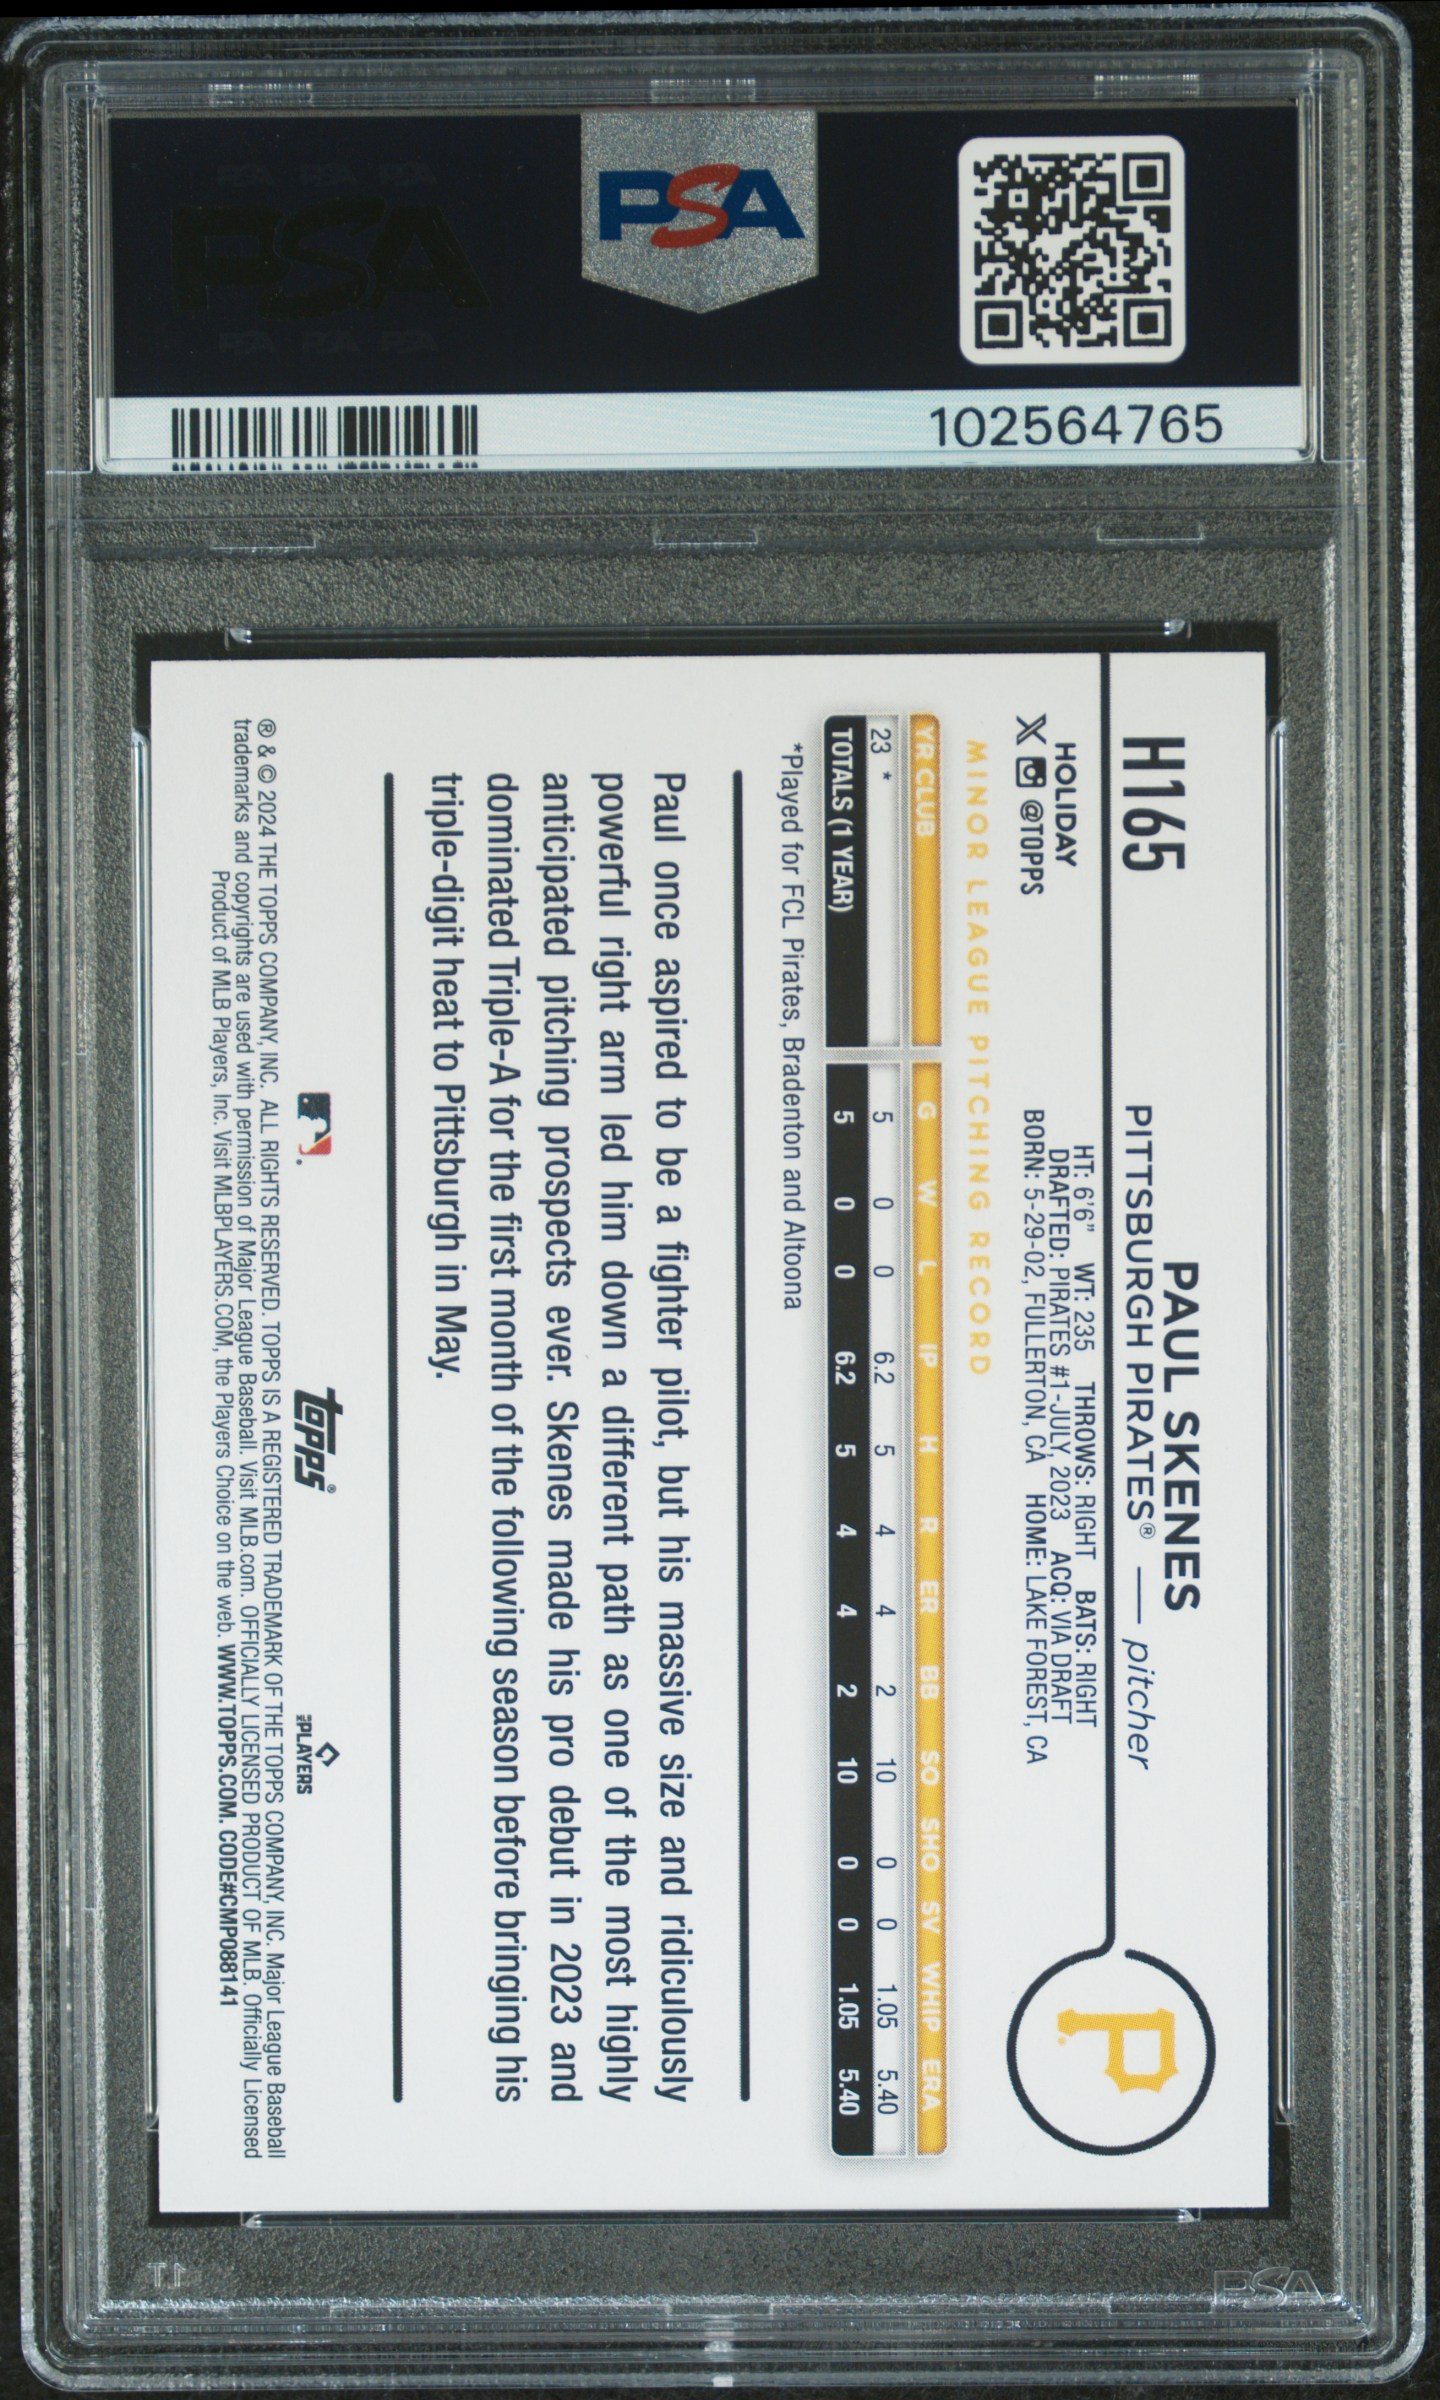 PSA
PSA PSA PSA
PSA
PSA PSA PSA
102564765
H165
PAUL SKENES
PITTSBURGH PIRATES® — pitcher
HOLIDAY
X @TOPPS
HT: 6'6" WT: 235 THROWS: RIGHT BATS: RIGHT
DRAFTED: PIRATES #1-JULY, 2023 ACQ: VIA DRAFT
BORN: 5-29-02, FULLERTON, CA HOME: LAKE FOREST, CA
P
MINOR LEAGUE PITCHING RECORD
YR CLUB G W L IP H R ER BB SO SHO SV WHIP ERA
23 * 5 0 0 6.2 5 4 4 2 10 0 0 1.05 5.40
TOTALS (1 YEAR) 5 0 0 6.2 5 4 4 2 10 0 0 1.05 5.40
*Played for FCL Pirates, Bradenton and Altoona
Paul once aspired to be a fighter pilot, but his massive size and ridiculously
powerful right arm led him down a different path as one of the most highly
anticipated pitching prospects ever. Skenes made his pro debut in 2023 and
dominated Triple-A for the first month of the following season before bringing his
triple-digit heat to Pittsburgh in May.
topps®
PLAYERS
® & © 2024 THE TOPPS COMPANY, INC. ALL RIGHTS RESERVED. TOPPS IS A REGISTERED TRADEMARK OF THE TOPPS COMPANY, INC. Major League Baseball
trademarks and copyrights are used with permission of Major League Baseball. Visit MLB.com. OFFICIALLY LICENSED PRODUCT OF MLB. Officially Licensed
Product of MLB Players, Inc. Visit MLBPLAYERS.COM, the Players Choice on the web. WWW.TOPPS.COM. CODE#CMP088141
PSA